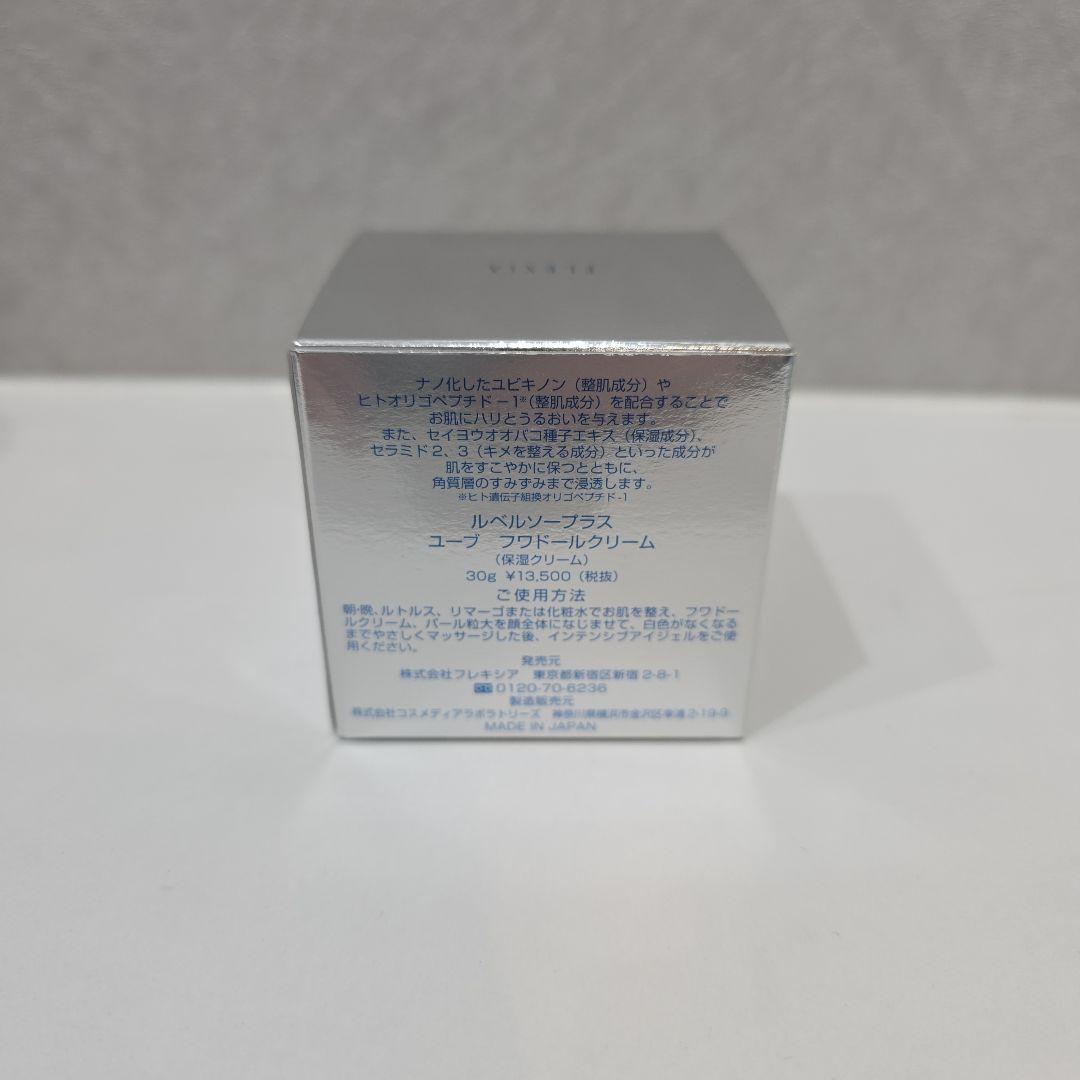 FLEXIA
ナノ化したユビキノン（整肌成分）や
ヒトオリゴペプチド－1※（整肌成分）を配合することで
お肌にハリとうるおいを与えます。
また、セイヨウオオバコ種子エキス（保湿成分）、
セラミド2、3（キメを整える成分）といった成分が
肌をすこやかに保つとともに、
角質層のすみずみまで浸透します。
※ヒト遺伝子組換オリゴペプチド-1
ルベルソープラス
ユーブ　フワドールクリーム
（保湿クリーム）
30g ¥13,500（税抜）
ご使用方法
朝・晩、ルトルス、リマーゴまたは化粧水でお肌を整え、フワドー
ルクリーム、パール粒大を顔全体になじませて、白色がなくなる
までやさしくマッサージした後、インテンシブアイジェルをご使
用ください。
発売元
株式会社フレキシア　東京都新宿区新宿2-8-1
0120-70-6236
製造販売元
株式会社コスメディアラボラトリーズ　神奈川県横浜市金沢区幸浦2-19-9
MADE IN JAPAN